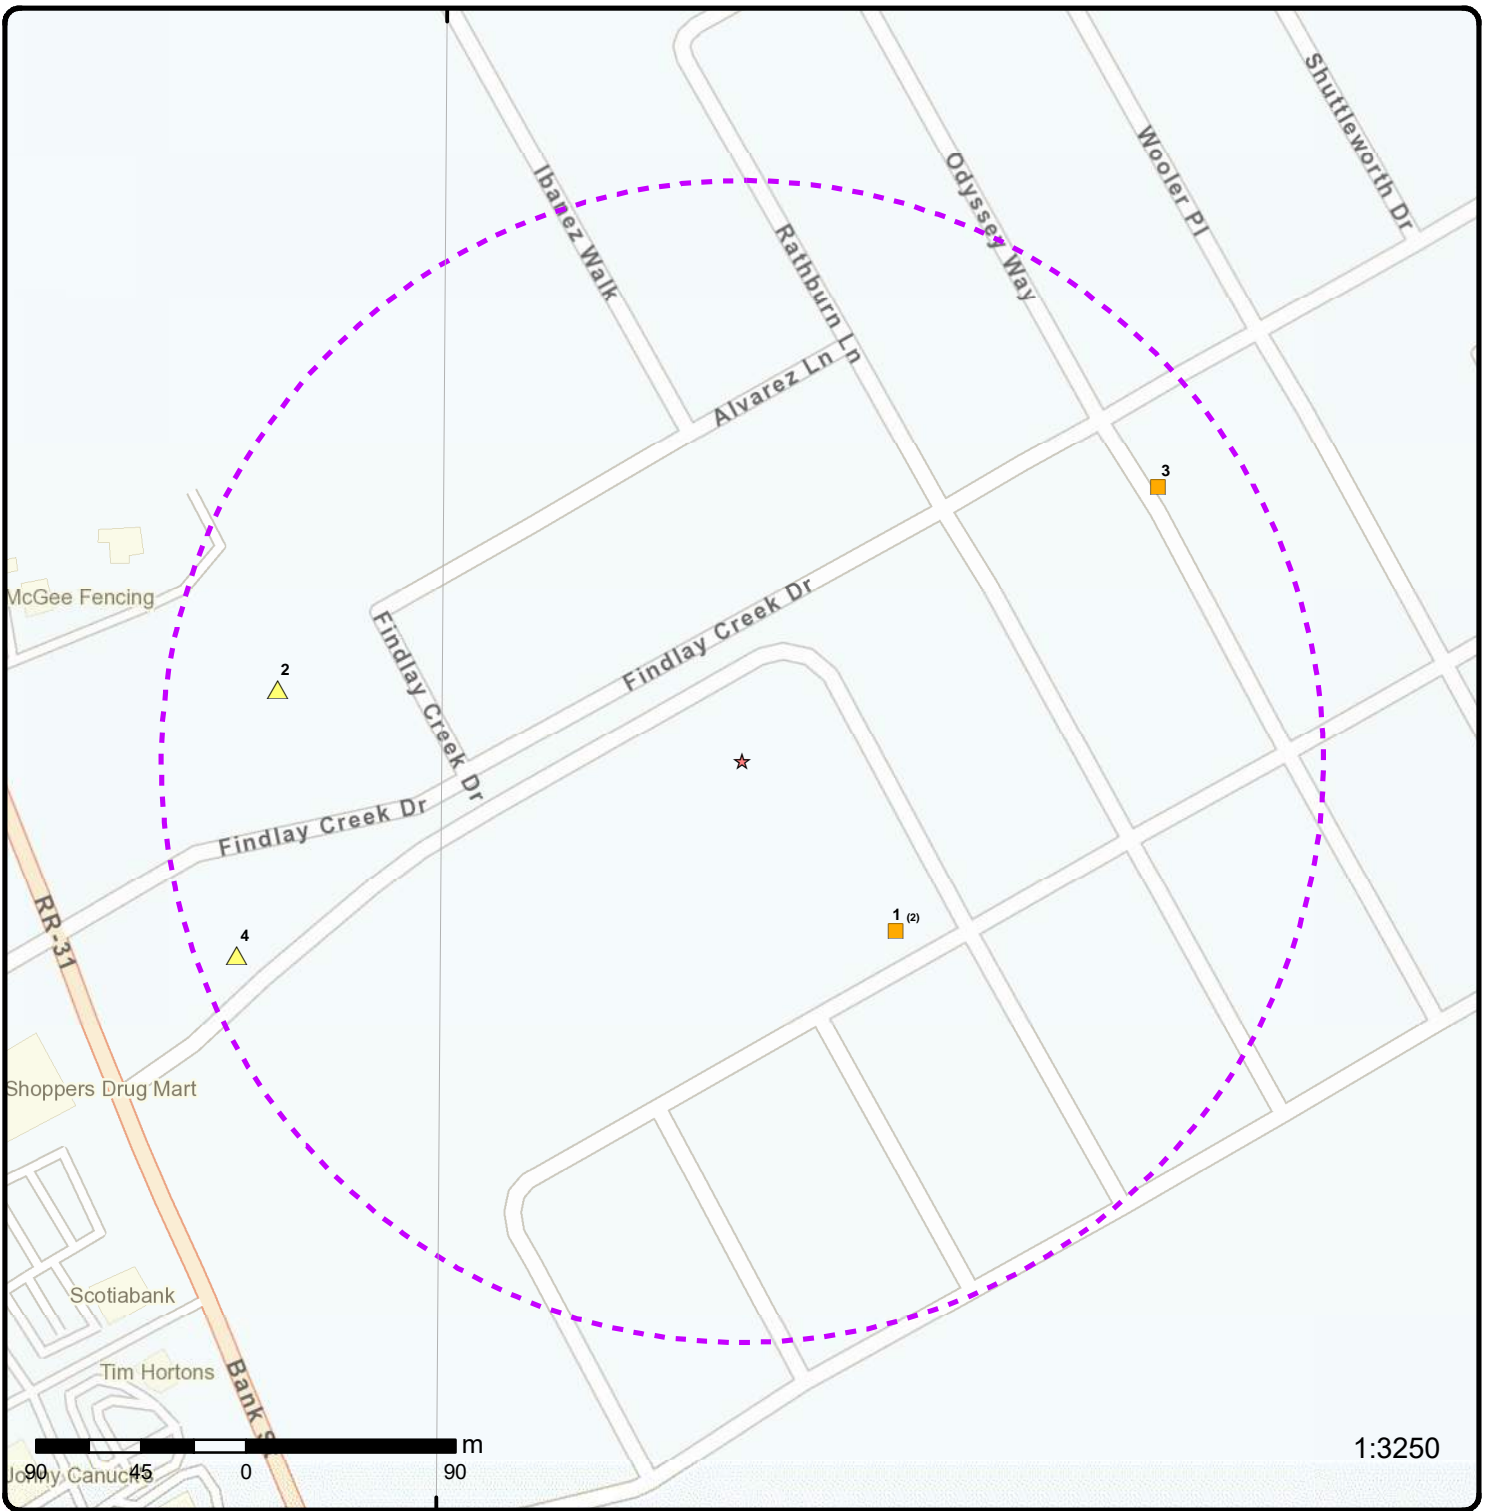 Shuttleworth Dr
Wooler Pl
Odyssey Way
Ibanez Walk
Rathburn Ln
Alvarez Ln
3
McGee Fencing
Findlay Creek Dr
Findlay Creek Dr
2
Findlay Creek Dr
RR-31
1 (2)
4
Shoppers Drug Mart
Scotiabank
Tim Hortons
Bank
m
1:3250
90 45 0 90
Jonny Canuck's